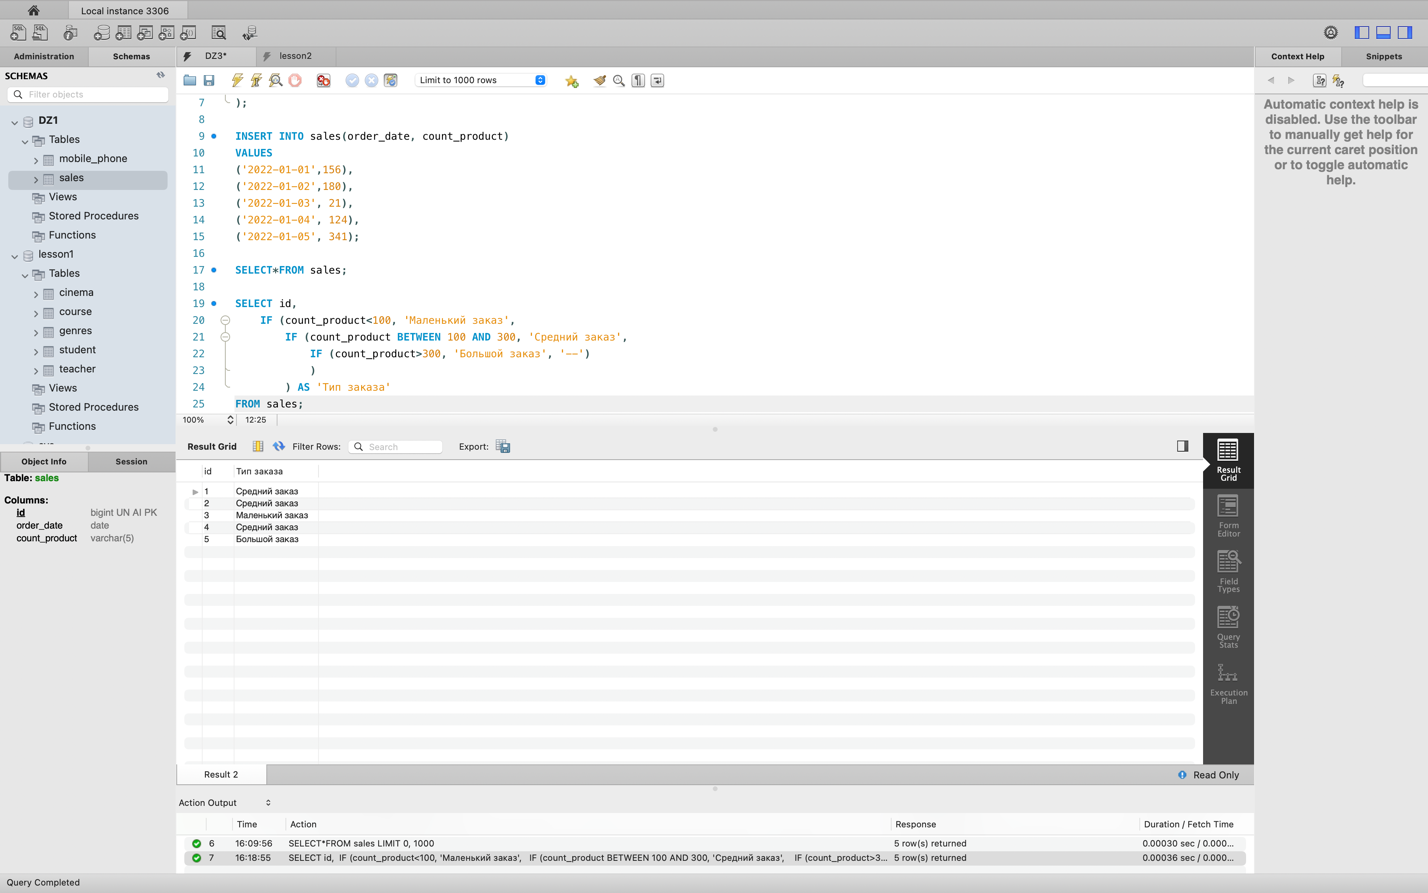 Local instance 3306
Administration
Schemas
DZ3*
lesson2
Context Help
Snippets
SCHEMAS
Filter objects
Limit to 1000 rows
DZ1
Tables
mobile_phone
sales
Views
Stored Procedures
Functions
lesson1
Tables
cinema
course
genres
student
teacher
Views
Stored Procedures
Functions
7 );
8
9 INSERT INTO sales(order_date, count_product)
10 VALUES
11 ('2022-01-01',156),
12 ('2022-01-02',180),
13 ('2022-01-03', 21),
14 ('2022-01-04', 124),
15 ('2022-01-05', 341);
16
17 SELECT*FROM sales;
18
19 SELECT id,
20 IF (count_product<100, 'Маленький заказ',
21 IF (count_product BETWEEN 100 AND 300, 'Средний заказ',
22 IF (count_product>300, 'Большой заказ', '--')
23 )
24 ) AS 'Тип заказа'
25 FROM sales;
100%
12:25
Automatic context help is
disabled. Use the toolbar
to manually get help for
the current caret position
or to toggle automatic
help.
Object Info
Session
Table: sales
Columns:
id bigint UN AI PK
order_date date
count_product varchar(5)
Result Grid
Filter Rows:
Search
Export:
id Тип заказа
1 Средний заказ
2 Средний заказ
3 Маленький заказ
4 Средний заказ
5 Большой заказ
Result
Grid
Form
Editor
Field
Types
Query
Stats
Execution
Plan
Result 2
Read Only
Action Output
Time Action Response Duration / Fetch Time
6 16:09:56 SELECT*FROM sales LIMIT 0, 1000 5 row(s) returned 0.00030 sec / 0.000...
7 16:18:55 SELECT id, IF (count_product<100, 'Маленький заказ', IF (count_product BETWEEN 100 AND 300, 'Средний заказ', IF (count_product>3... 5 row(s) returned 0.00036 sec / 0.000...
Query Completed